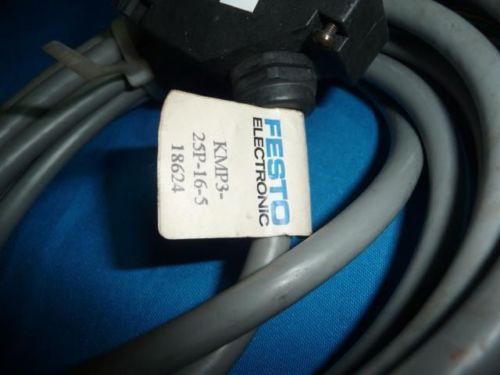 FESTO
ELECTRONIC
KMP3-
25P-16-5
18624